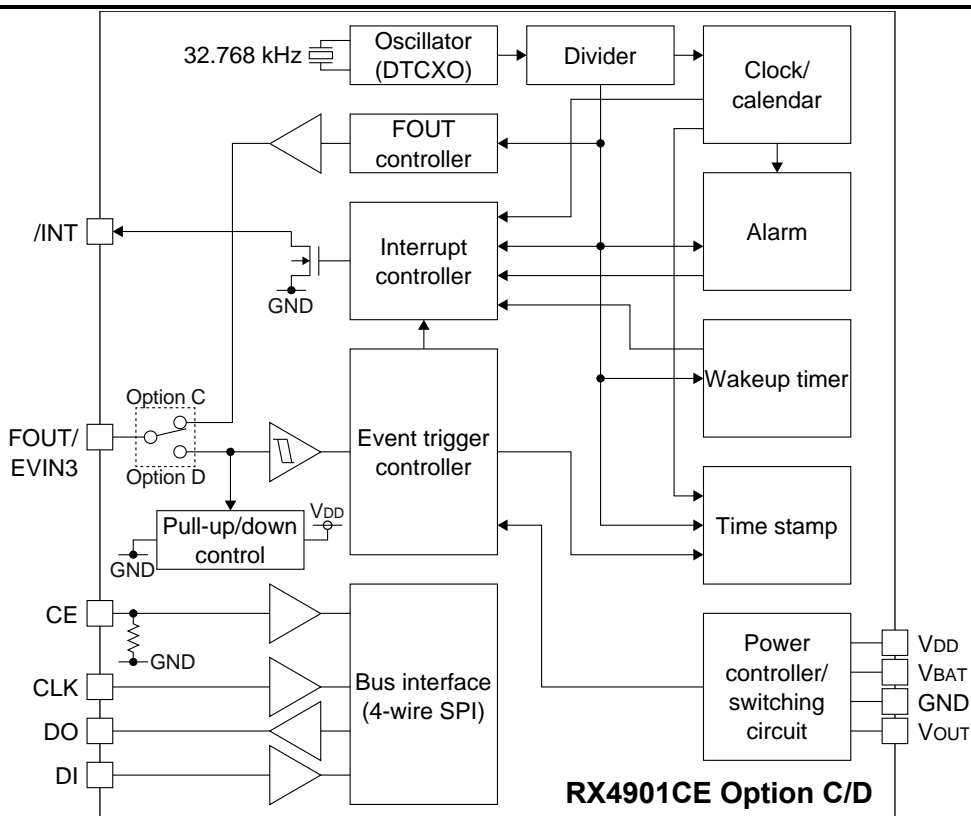 32.768 kHz
Oscillator
(DTCXO)
Divider
Clock/
calendar
FOUT
controller
/INT
GND
Interrupt
controller
Alarm
Wakeup timer
Option C
FOUT/
EVIN3
Option D
Event trigger
controller
Time stamp
Pull-up/down
control
VDD
GND
CE
GND
CLK
DO
DI
Bus interface
(4-wire SPI)
Power
controller/
switching
circuit
VDD
VBAT
GND
VOUT
RX4901CE Option C/D